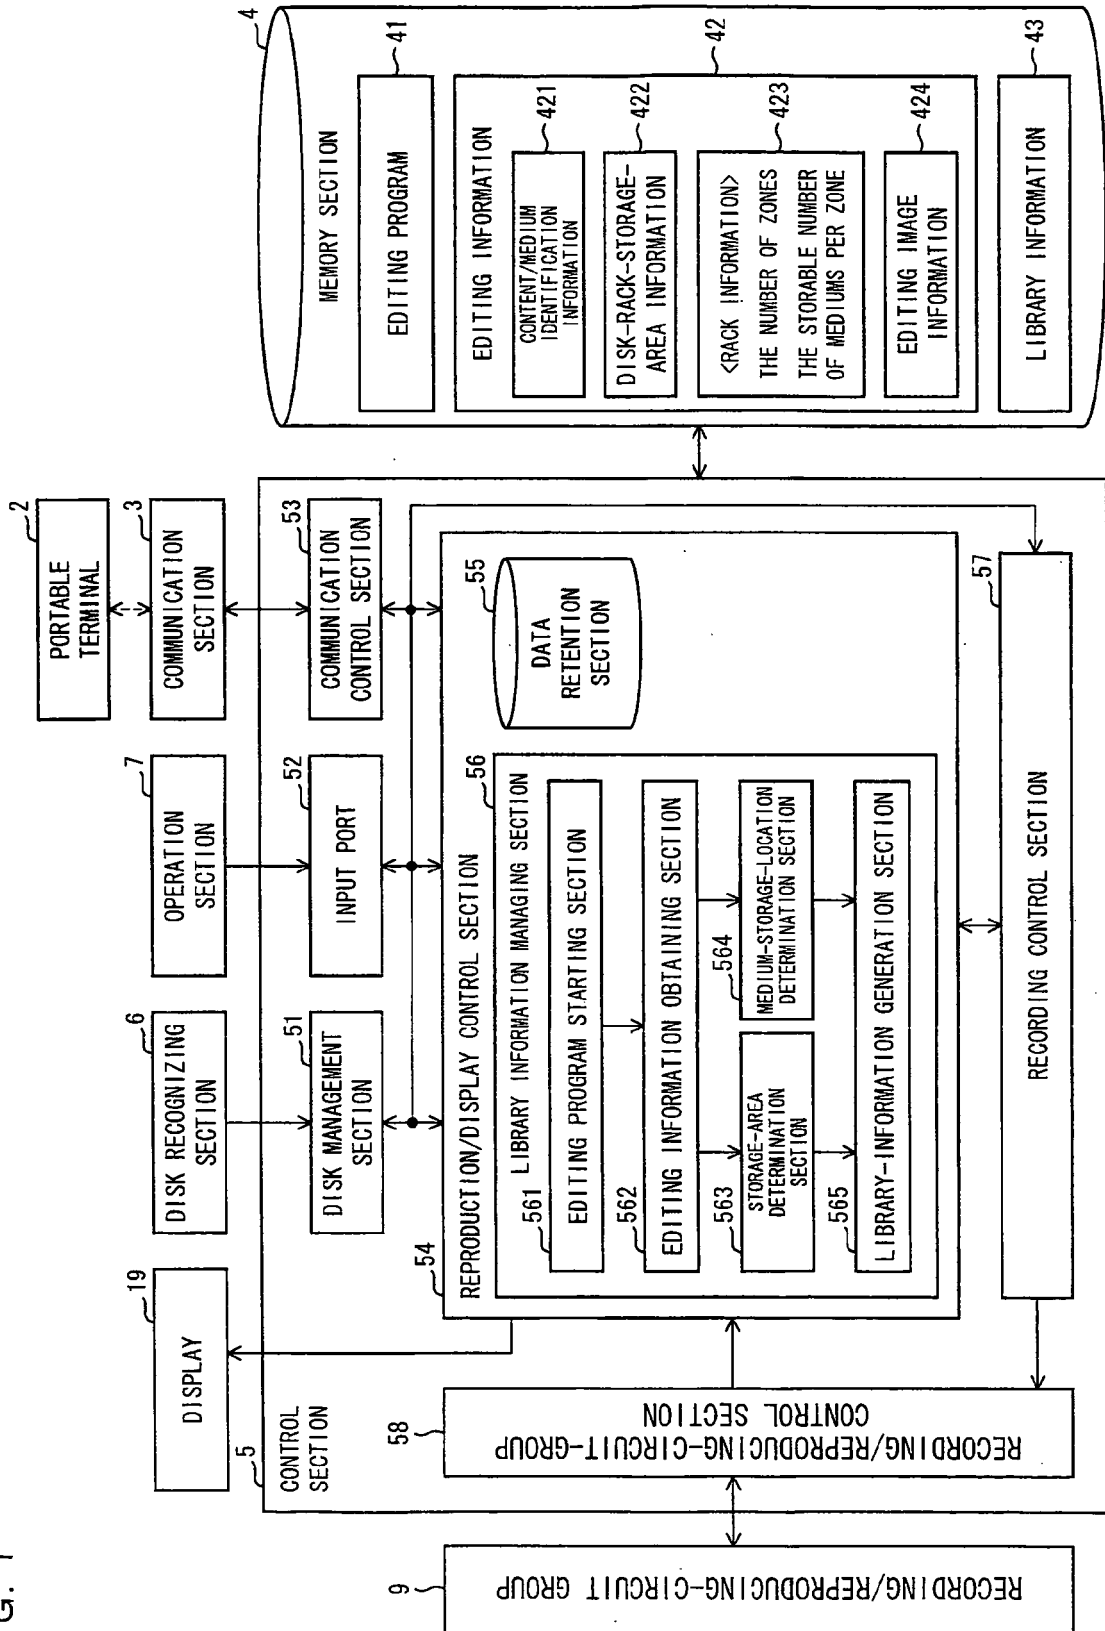 G. 1
9
RECORDING/REPRODUCING-CIRCUIT GROUP
5
CONTROL
SECTION
58
RECORDING/REPRODUCING-CIRCUIT-GROUP
CONTROL SECTION
19
DISPLAY
6
DISK RECOGNIZING
SECTION
7
OPERATION
SECTION
2
PORTABLE
TERMINAL
3
COMMUNICATION
SECTION
51
DISK MANAGEMENT
SECTION
52
INPUT PORT
53
COMMUNICATION
CONTROL SECTION
54
REPRODUCTION/DISPLAY CONTROL SECTION
56
LIBRARY INFORMATION MANAGING SECTION
561
EDITING PROGRAM STARTING SECTION
562
EDITING INFORMATION OBTAINING SECTION
563
STORAGE-AREA
DETERMINATION
SECTION
564
MEDIUM-STORAGE-LOCATION
DETERMINATION SECTION
565
LIBRARY-INFORMATION GENERATION SECTION
55
DATA
RETENTION
SECTION
57
RECORDING CONTROL SECTION
4
MEMORY SECTION
41
EDITING PROGRAM
42
EDITING INFORMATION
421
CONTENT/MEDIUM
IDENTIFICATION
INFORMATION
422
DISK-RACK-STORAGE-
AREA INFORMATION
423
<RACK INFORMATION>
THE NUMBER OF ZONES
THE STORABLE NUMBER
OF MEDIUMS PER ZONE
424
EDITING IMAGE
INFORMATION
43
LIBRARY INFORMATION